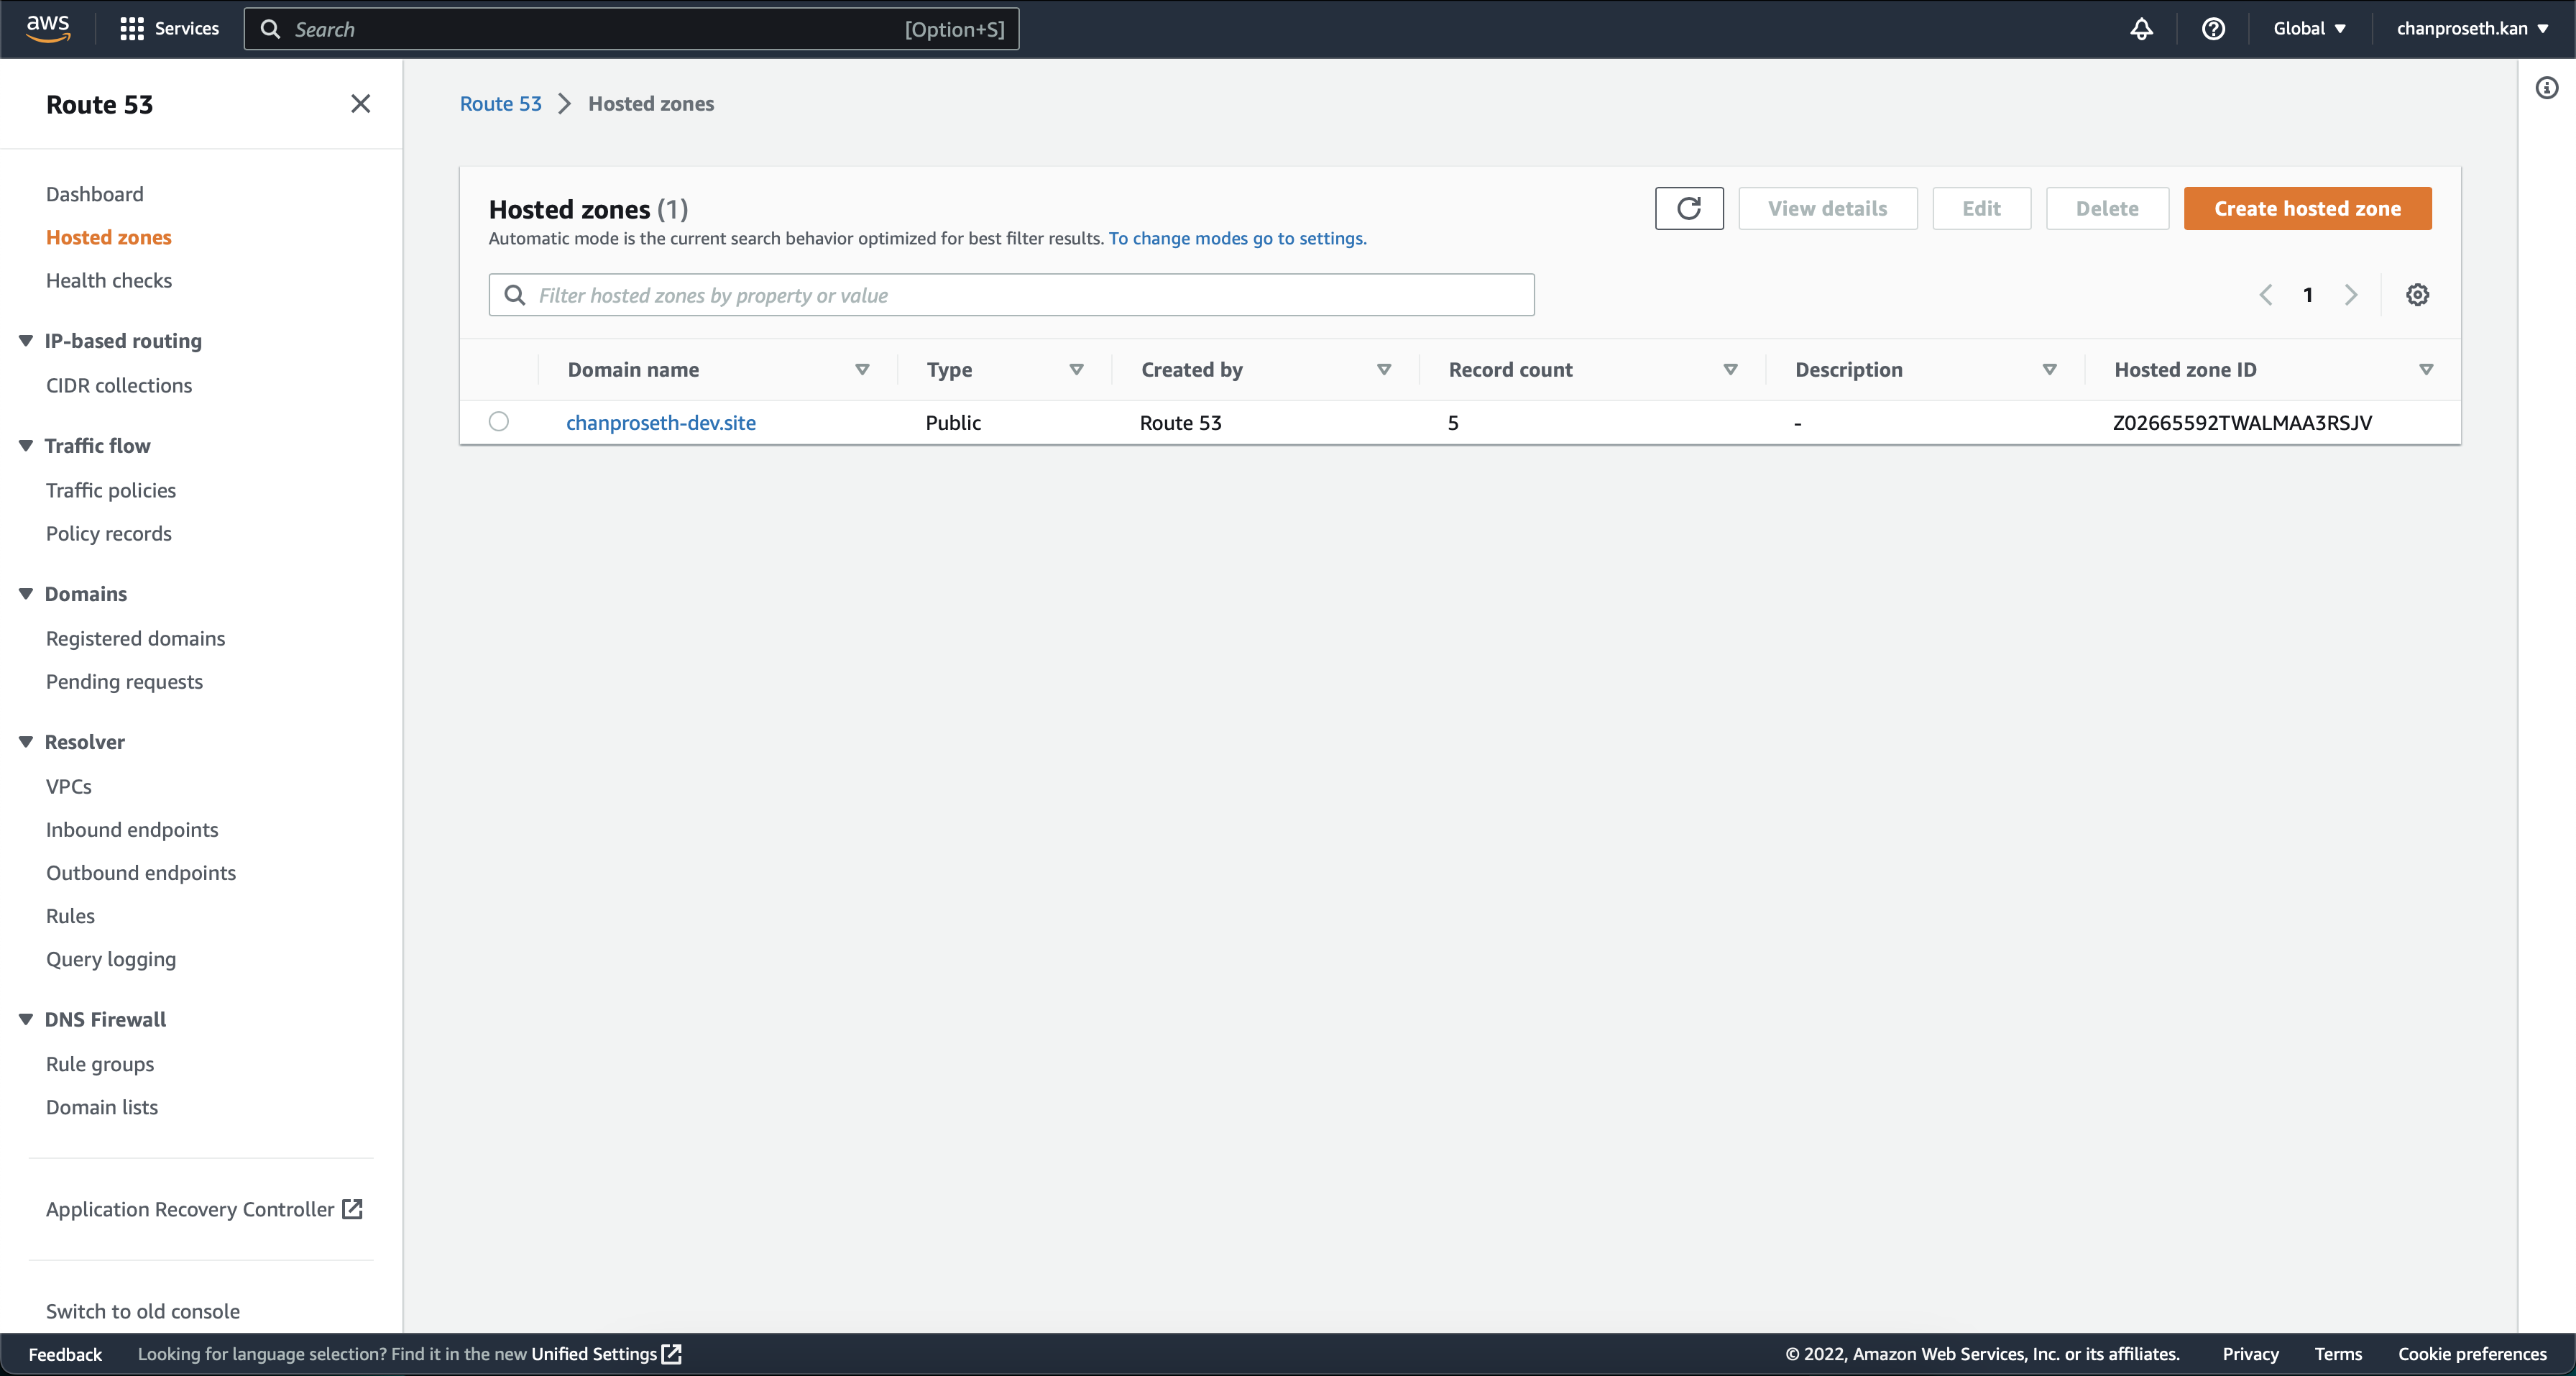 aws
Services
Search [Option+S]
Global
chanproseth.kan
Route 53
Dashboard
Hosted zones
Health checks
IP-based routing
CIDR collections
Traffic flow
Traffic policies
Policy records
Domains
Registered domains
Pending requests
Resolver
VPCs
Inbound endpoints
Outbound endpoints
Rules
Query logging
DNS Firewall
Rule groups
Domain lists
Application Recovery Controller
Switch to old console
Route 53 Hosted zones
Hosted zones (1)
Automatic mode is the current search behavior optimized for best filter results. To change modes go to settings.
View details
Edit
Delete
Create hosted zone
Filter hosted zones by property or value
1
Domain name Type Created by Record count Description Hosted zone ID
chanproseth-dev.site Public Route 53 5 - Z02665592TWALMAA3RSJV
Feedback Looking for language selection? Find it in the new Unified Settings
© 2022, Amazon Web Services, Inc. or its affiliates. Privacy Terms Cookie preferences